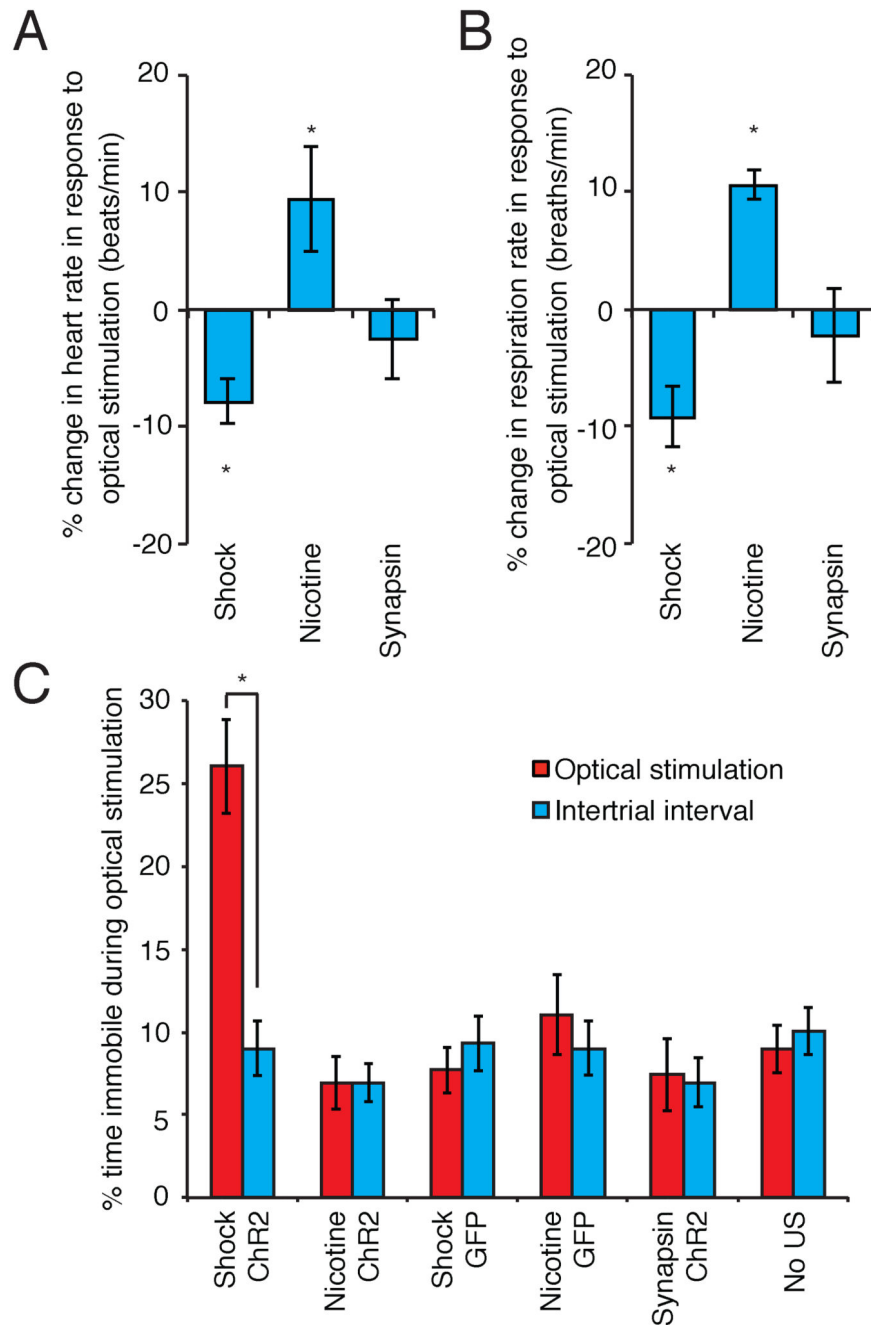 A
% change in heart rate in response to
optical stimulation (beats/min)
20
10
0
-10
-20
*
*
Shock
Nicotine
Synapsin
B
% change in respiration rate in response to
optical stimulation (breaths/min)
20
10
0
-10
-20
*
*
Shock
Nicotine
Synapsin
C
% time immobile during optical stimulation
30
25
20
15
10
5
0
*
Optical stimulation
Intertrial interval
Shock
ChR2
Nicotine
ChR2
Shock
GFP
Nicotine
GFP
Synapsin
ChR2
No US